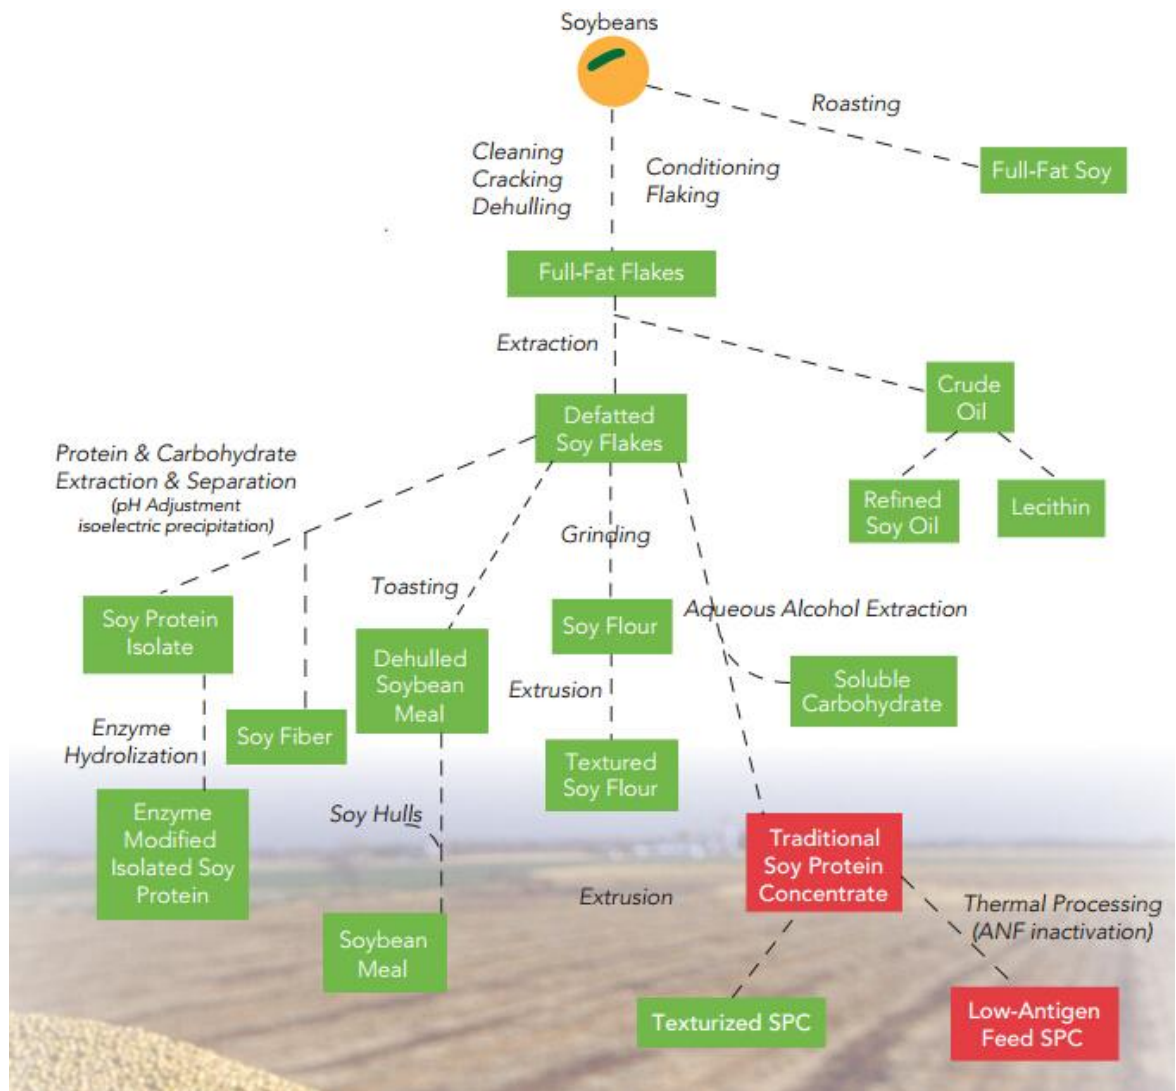 Soybeans
Roasting
Full-Fat Soy
Cleaning
Cracking
Dehulling
Conditioning
Flaking
Full-Fat Flakes
Extraction
Crude
Oil
Defatted
Soy Flakes
Refined
Soy Oil
Lecithin
Protein & Carbohydrate
Extraction & Separation
(pH Adjustment
isoelectric precipitation)
Grinding
Toasting
Aqueous Alcohol Extraction
Soy Protein
Isolate
Soy Flour
Dehulled
Soybean
Meal
Soluble
Carbohydrate
Extrusion
Soy Fiber
Enzyme
Hydrolization
Textured
Soy Flour
Enzyme
Modified
Isolated Soy
Protein
Soy Hulls
Traditional
Soy Protein
Concentrate
Extrusion
Thermal Processing
(ANF inactivation)
Soybean
Meal
Texturized SPC
Low-Antigen
Feed SPC